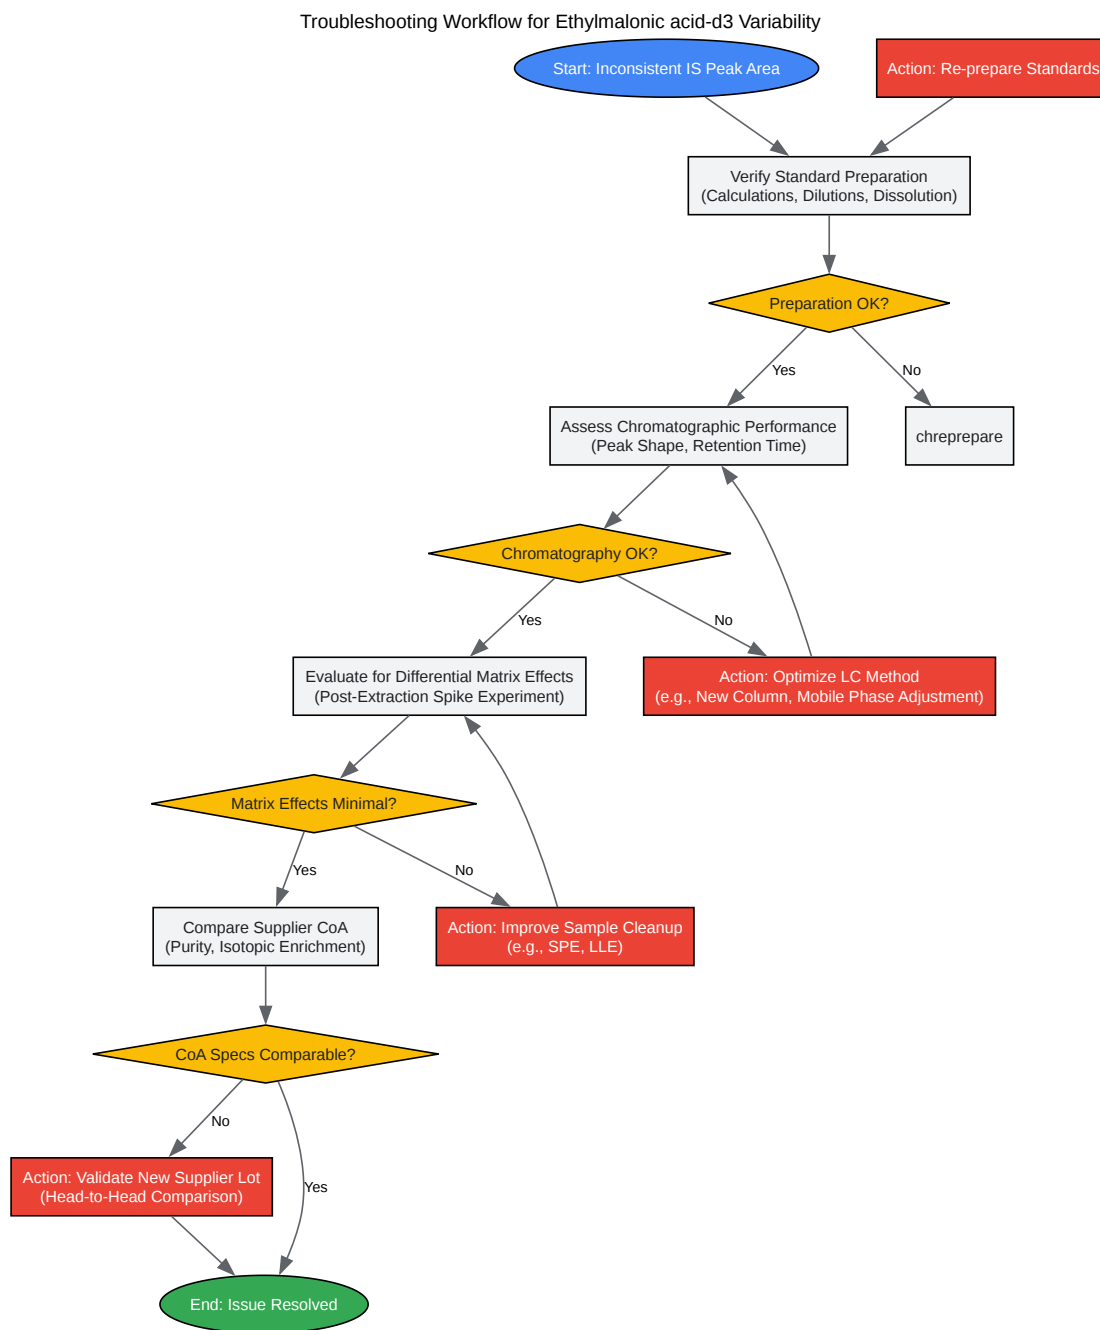 Troubleshooting Workflow for Ethylmalonic acid-d3 Variability
Start: Inconsistent IS Peak Area
Action: Re-prepare Standards
Verify Standard Preparation
(Calculations, Dilutions, Dissolution)
Preparation OK?
Yes
No
Assess Chromatographic Performance
(Peak Shape, Retention Time)
chreprepare
Chromatography OK?
Yes
No
Evaluate for Differential Matrix Effects
(Post-Extraction Spike Experiment)
Action: Optimize LC Method
(e.g., New Column, Mobile Phase Adjustment)
Matrix Effects Minimal?
Yes
No
Compare Supplier CoA
(Purity, Isotopic Enrichment)
Action: Improve Sample Cleanup
(e.g., SPE, LLE)
CoA Specs Comparable?
No
Yes
Action: Validate New Supplier Lot
(Head-to-Head Comparison)
End: Issue Resolved